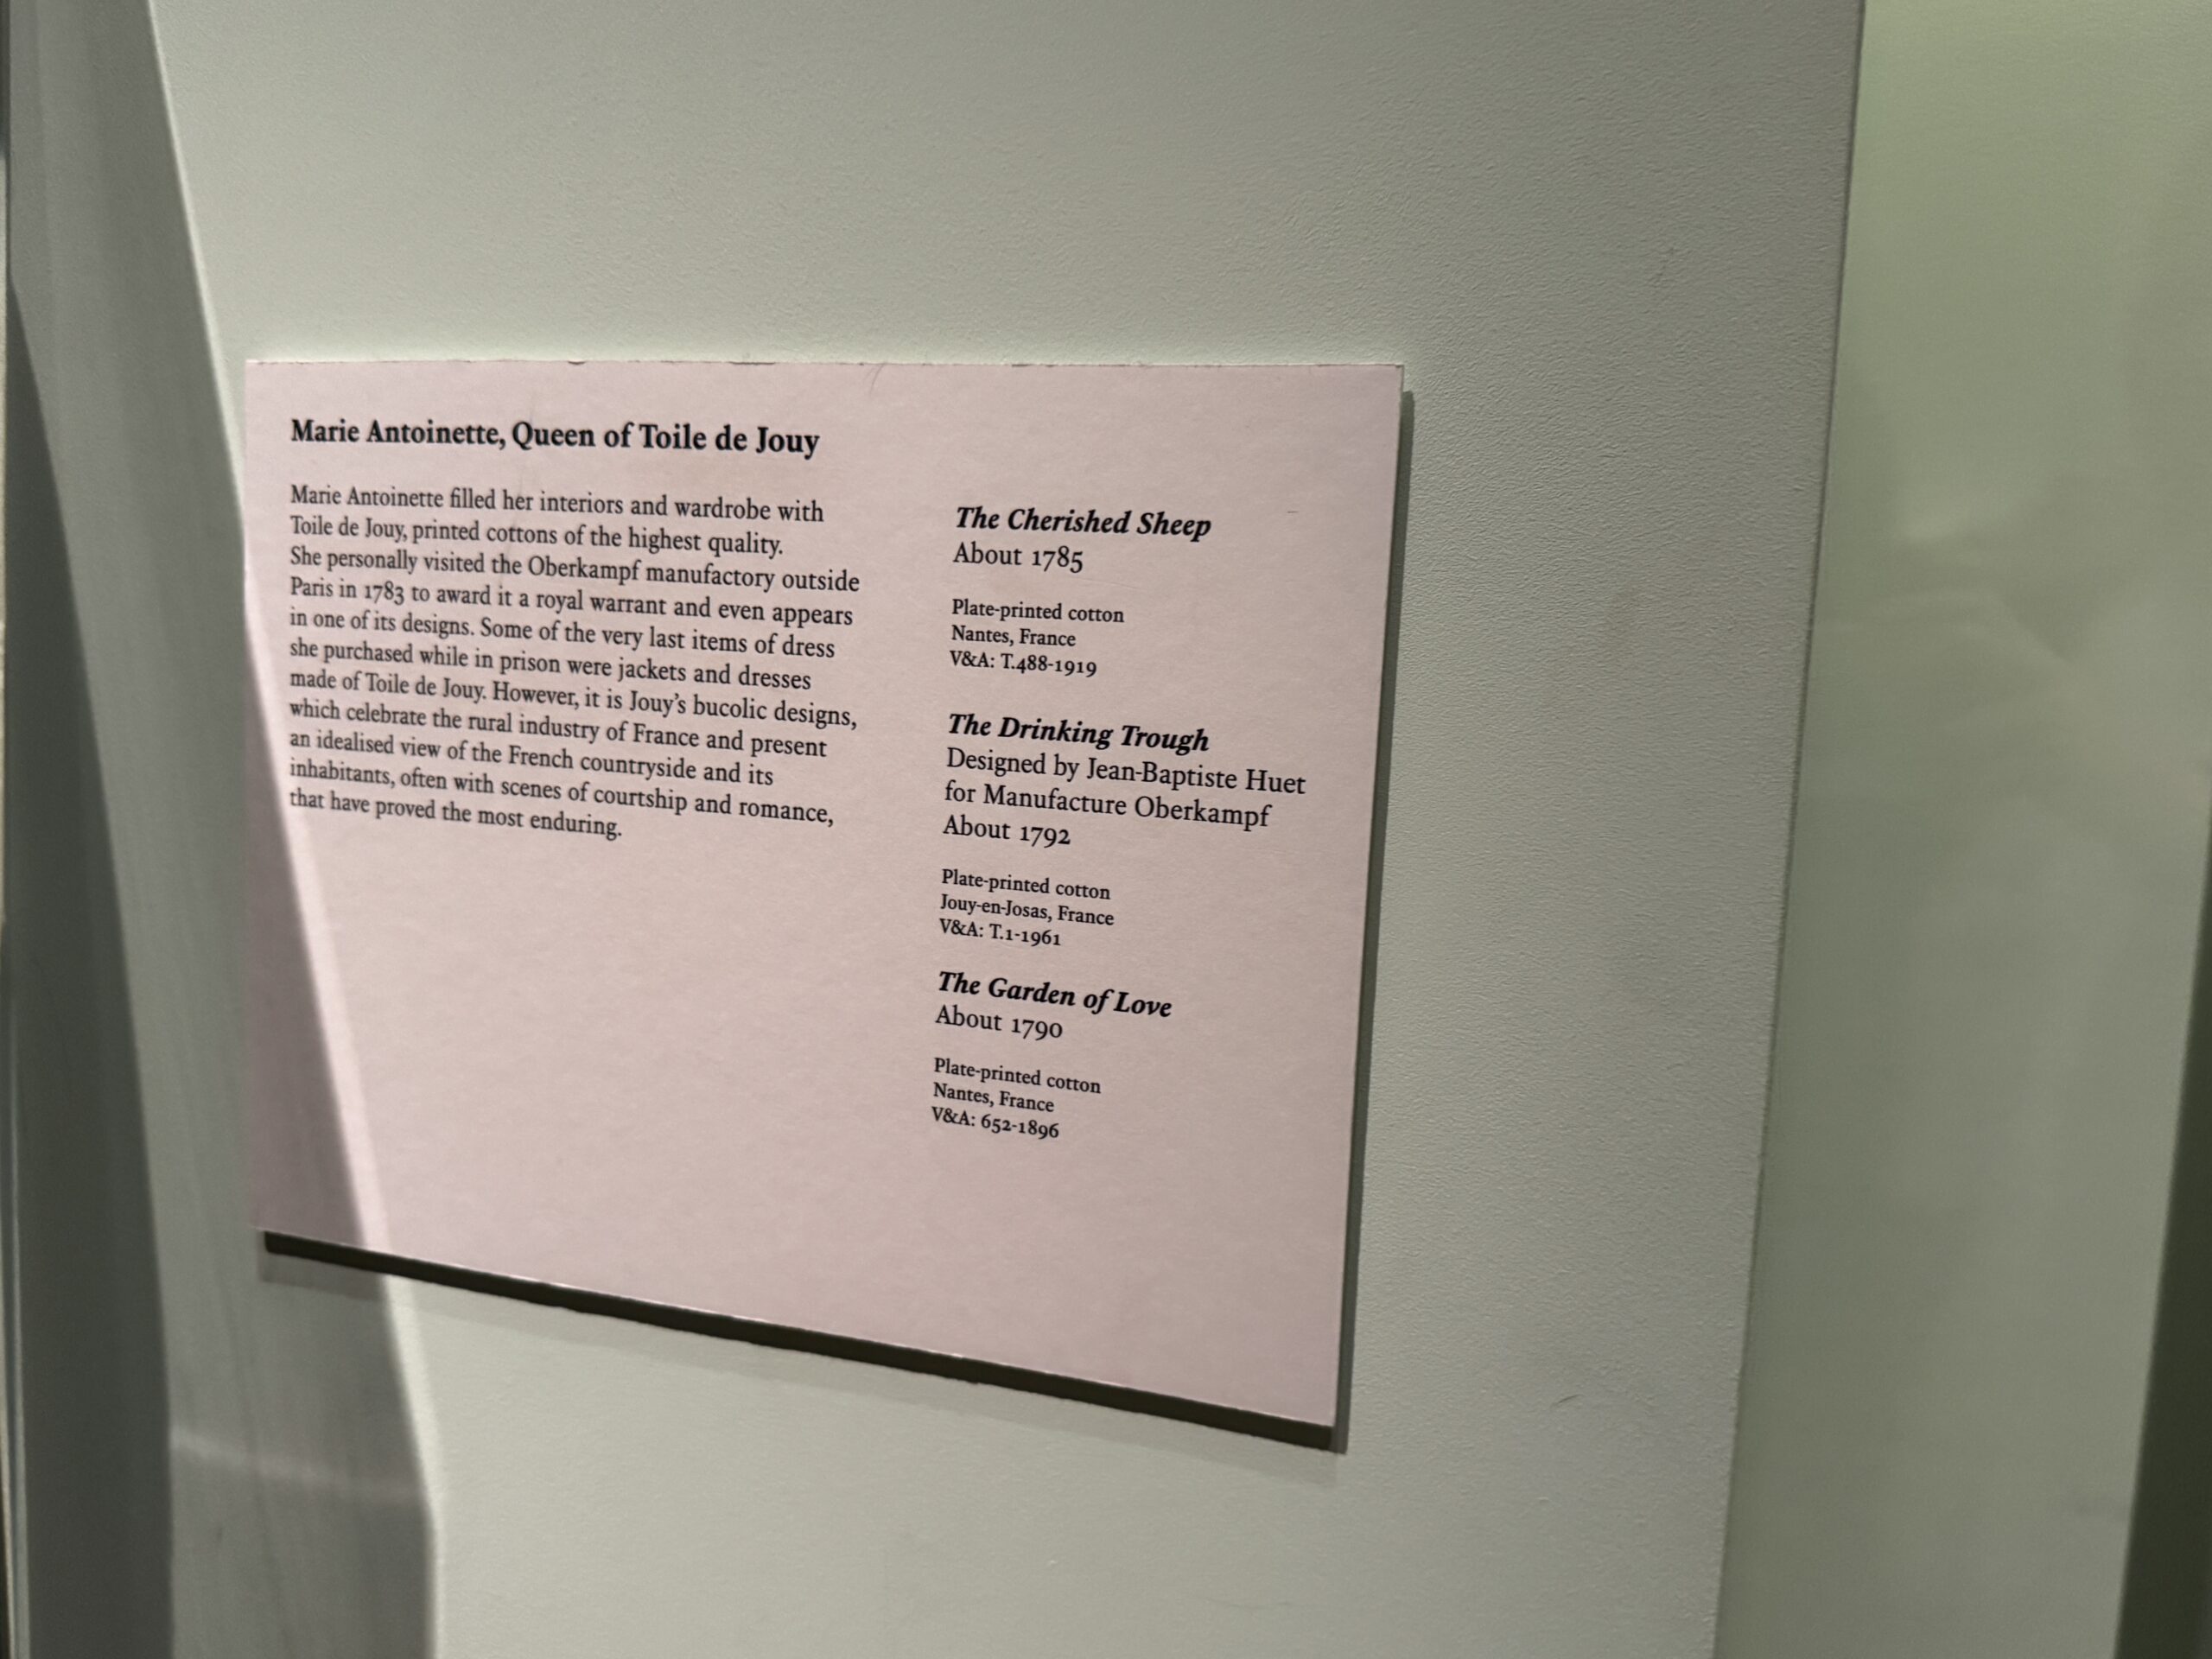 Marie Antoinette, Queen of Toile de Jouy
Marie Antoinette filled her interiors and wardrobe with
Toile de Jouy, printed cottons of the highest quality.
She personally visited the Oberkampf manufactory outside
Paris in 1783 to award it a royal warrant and even appears
in one of its designs. Some of the very last items of dress
she purchased while in prison were jackets and dresses
made of Toile de Jouy. However, it is Jouy’s bucolic designs,
which celebrate the rural industry of France and present
an idealised view of the French countryside and its
inhabitants, often with scenes of courtship and romance,
that have proved the most enduring.
The Cherished Sheep
About 1785
Plate-printed cotton
Nantes, France
V&A: T.488-1919
The Drinking Trough
Designed by Jean-Baptiste Huet
for Manufacture Oberkampf
About 1792
Plate-printed cotton
Jouy-en-Josas, France
V&A: T.1-1961
The Garden of Love
About 1790
Plate-printed cotton
Nantes, France
V&A: 652-1896